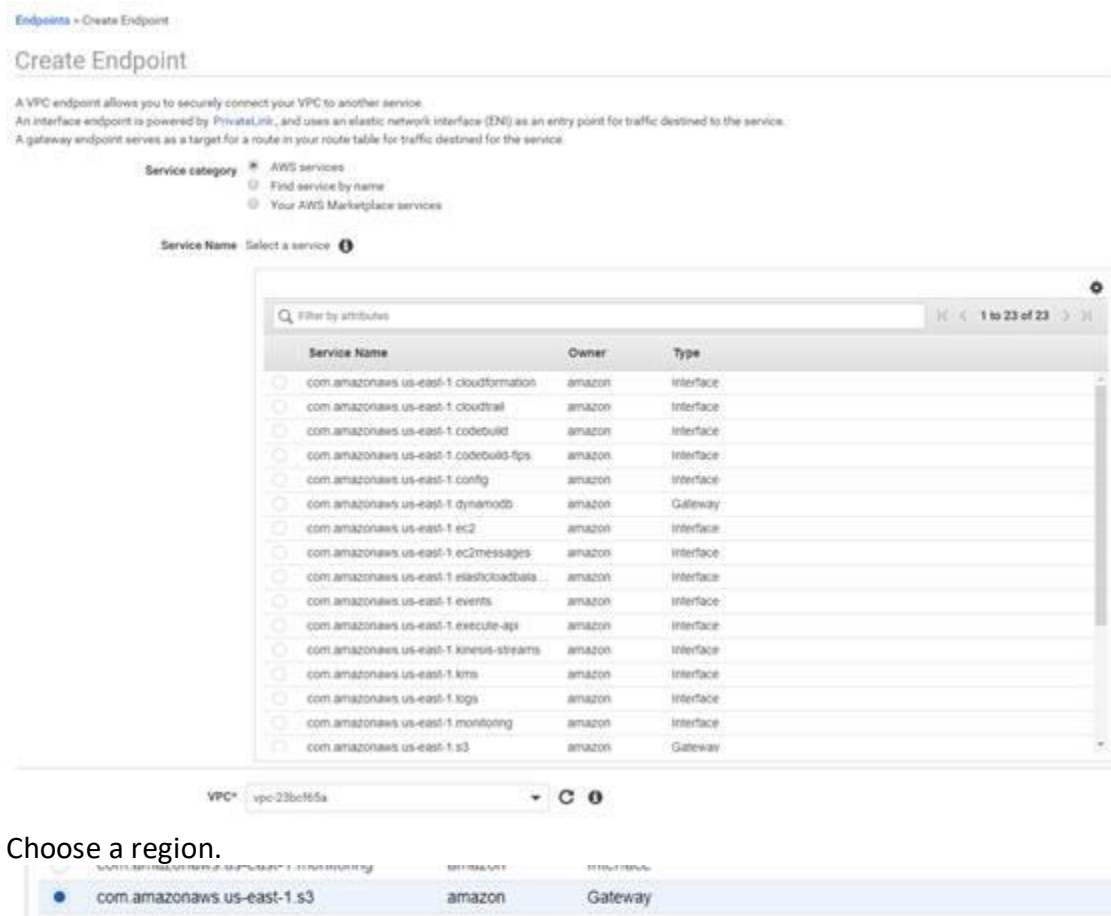 Endpoints > Create Endpoint
Create Endpoint
A VPC endpoint allows you to securely connect your VPC to another service.
An interface endpoint is powered by PrivateLink, and uses an elastic network interface (ENI) as an entry point for traffic destined to the service.
A gateway endpoint serves as a target for a route in your route table for traffic destined for the service.
Service category AWS services
Find service by name
Your AWS Marketplace services
Service Name Select a service
Filter by attributes 1 to 23 of 23
Service Name Owner Type
com.amazonaws.us-east-1.cloudformation amazon Interface
com.amazonaws.us-east-1.cloudtrail amazon Interface
com.amazonaws.us-east-1.codebuild amazon Interface
com.amazonaws.us-east-1.codebuild-fips amazon Interface
com.amazonaws.us-east-1.config amazon Interface
com.amazonaws.us-east-1.dynamodb amazon Gateway
com.amazonaws.us-east-1.ec2 amazon Interface
com.amazonaws.us-east-1.ec2messages amazon Interface
com.amazonaws.us-east-1.elasticloadbala... amazon Interface
com.amazonaws.us-east-1.events amazon Interface
com.amazonaws.us-east-1.execute-api amazon Interface
com.amazonaws.us-east-1.kinesis-streams amazon Interface
com.amazonaws.us-east-1.kms amazon Interface
com.amazonaws.us-east-1.logs amazon Interface
com.amazonaws.us-east-1.monitoring amazon Interface
com.amazonaws.us-east-1.s3 amazon Gateway
VPC* vpc-23bcf65a
Choose a region.
com.amazonaws.us-east-1.monitoring amazon Interface
com.amazonaws.us-east-1.s3 amazon Gateway